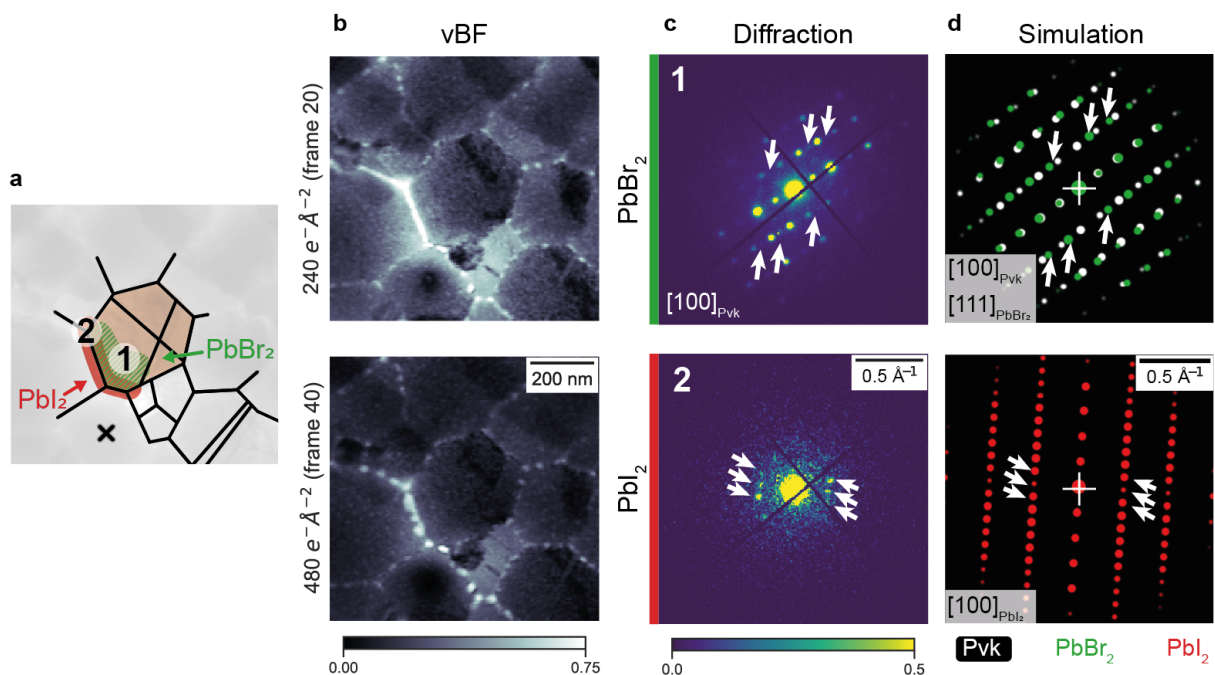 a
2
1
PbBr₂
PbI₂
×
b
vBF
240 e⁻Å⁻² (frame 20)
480 e⁻Å⁻² (frame 40)
200 nm
0.00
0.75
c
Diffraction
PbBr₂
1
[100]Pvk
PbI₂
2
0.5 Å⁻¹
0.0
0.5
d
Simulation
[100]Pvk
[111]PbBr₂
0.5 Å⁻¹
[100]PbI₂
Pvk
PbBr₂
PbI₂